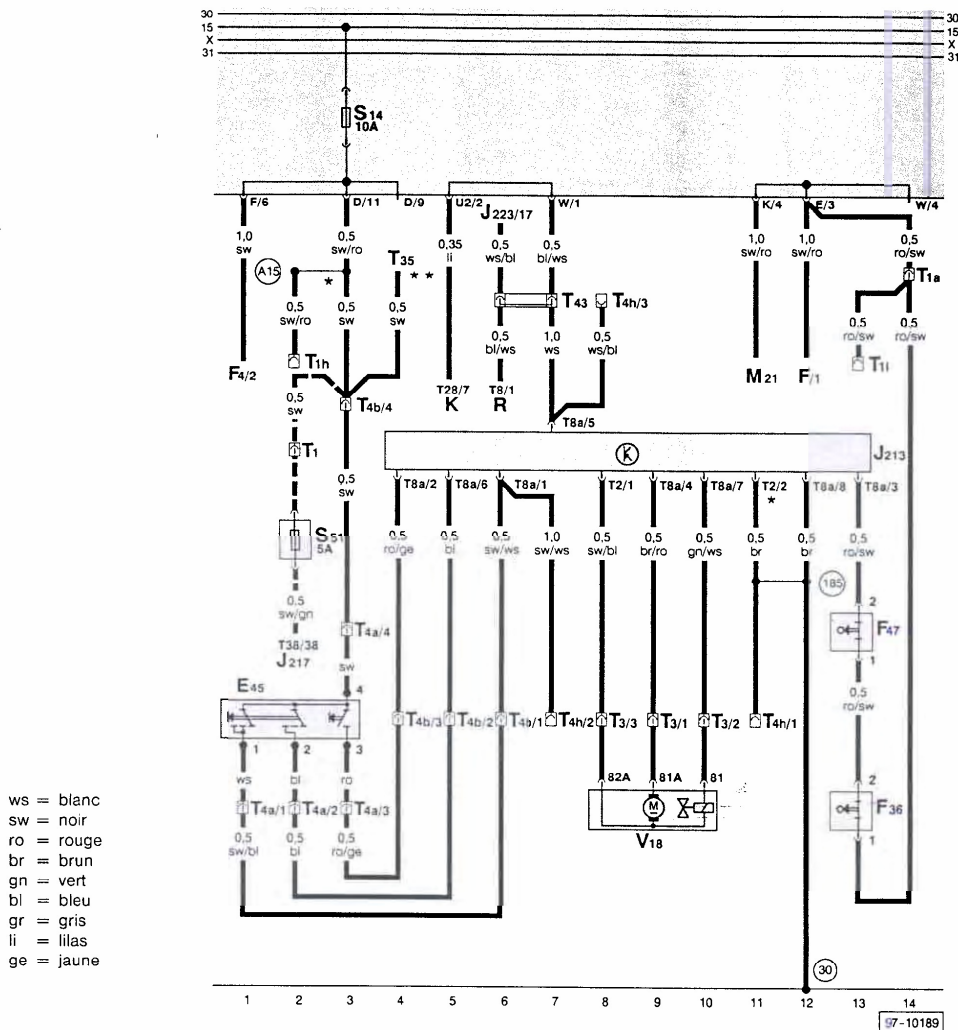 30 30
15 15
X X
31 31
S14
10A
F/6 D/11 D/9 U2/2 J223/17 W/1 K/4 E/3 W/4
1,0 sw
0,5 sw/ro
T35
* *
0,35 li
0,5 ws/bl
0,5 bl/ws
1,0 sw/ro
1,0 sw/ro
0,5 ro/sw
A15
*
T1a
0,5 sw/ro
0,5 sw
0,5 sw
T43
T4h/3
0,5 ro/sw
0,5 ro/sw
0,5 bl/ws
1,0 ws
0,5 ws/bl
F4/2
T1h
T28/7
K
T8/1
R
M21
F/1
T1l
0,5 sw
T4b/4
T8a/5
T1
K
J213
0,5 sw
T8a/2 T8a/6 T8a/1 T2/1 T8a/4 T8a/7 T2/2 T8a/8 T8a/3
*
S51
5A
0,5 ro/ge
0,5 bl
0,5 sw/ws
1,0 sw/ws
0,5 sw/bl
0,5 br/ro
0,5 gn/ws
0,5 br
0,5 br
0,5 ro/sw
185
0,5 sw/gn
T38/38
J217
T4a/4
sw
2
F47
1
E45
4
0,5 ro/sw
T4b/3 T4b/2 T4b/1 T4h/2 T3/3 T3/1 T3/2 T4h/1
1 2 3
82A 81A 81
2
ws bl ro
M
F36
T4a/1 T4a/2 T4a/3
V18
1
0,5 sw/bl
0,5 bl
0,5 ro/ge
ws = blanc
sw = noir
ro = rouge
br = brun
gn = vert
bl = bleu
gr = gris
li = lilas
ge = jaune
30
1 2 3 4 5 6 7 8 9 10 11 12 13 14
97-10189